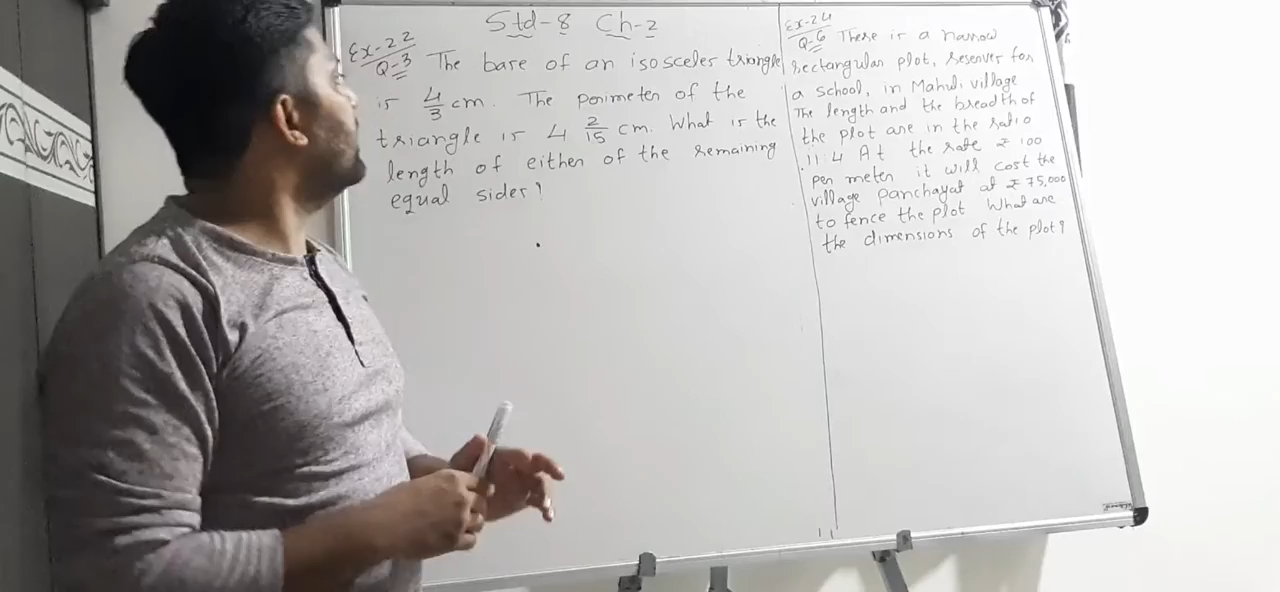 Std-8 Ch-2
Ex-2.2
Q-3 The base of an isosceles triangle
is 4/3 cm. The perimeter of the
triangle is 4 2/15 cm. What is the
length of either of the remaining
equal sides?
Ex-2.4
Q-6 There is a narrow
rectangular plot, reserver for
a school, in Mahuli village
The length and the breadth of
the plot are in the ratio
11:4 At the rate ₹ 100
per meter it will cost the
village panchayat at ₹ 75,000
to fence the plot What are
the dimensions of the plot?